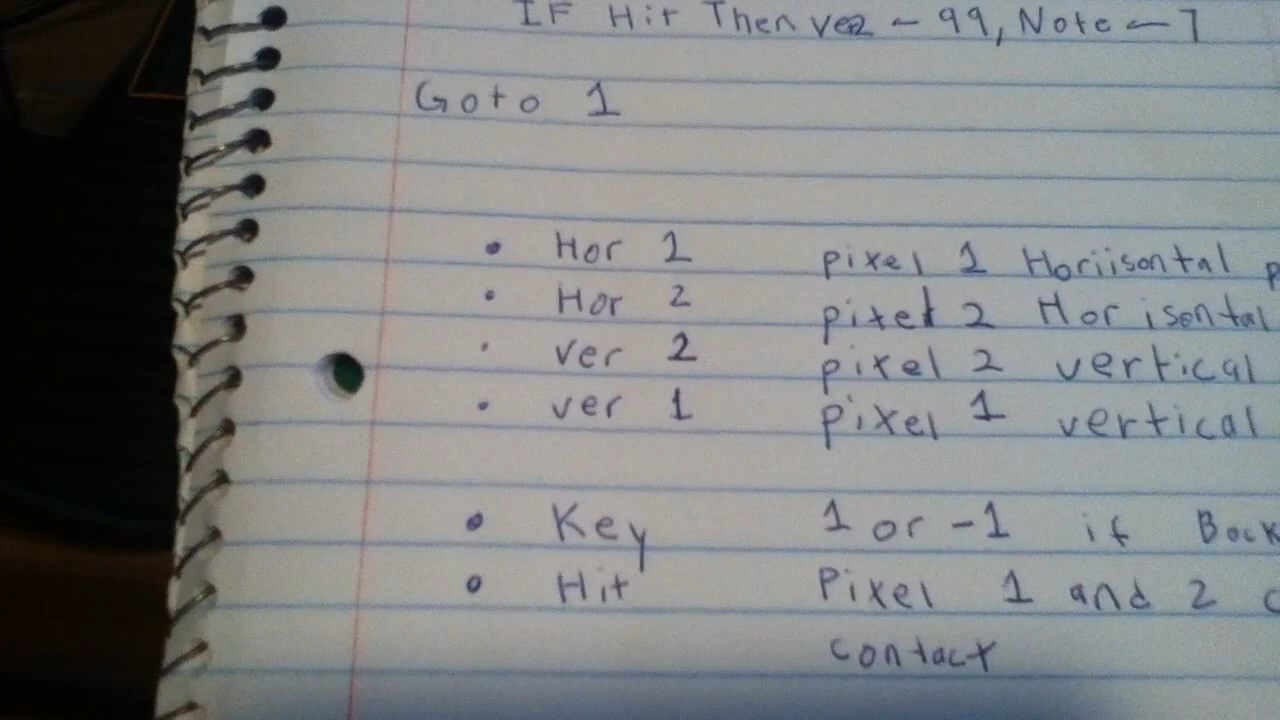 IF Hit Then ver2 ← 99, Note ← 7
Goto 1
• Hor 1 pixel 1 Horiisontal p
• Hor 2 pixel 2 Horisontal
• ver 2 pixel 2 vertical
• ver 1 pixel 1 vertical
• Key 1 or -1 if
• Hit Pixel 1 and 2 c
contact